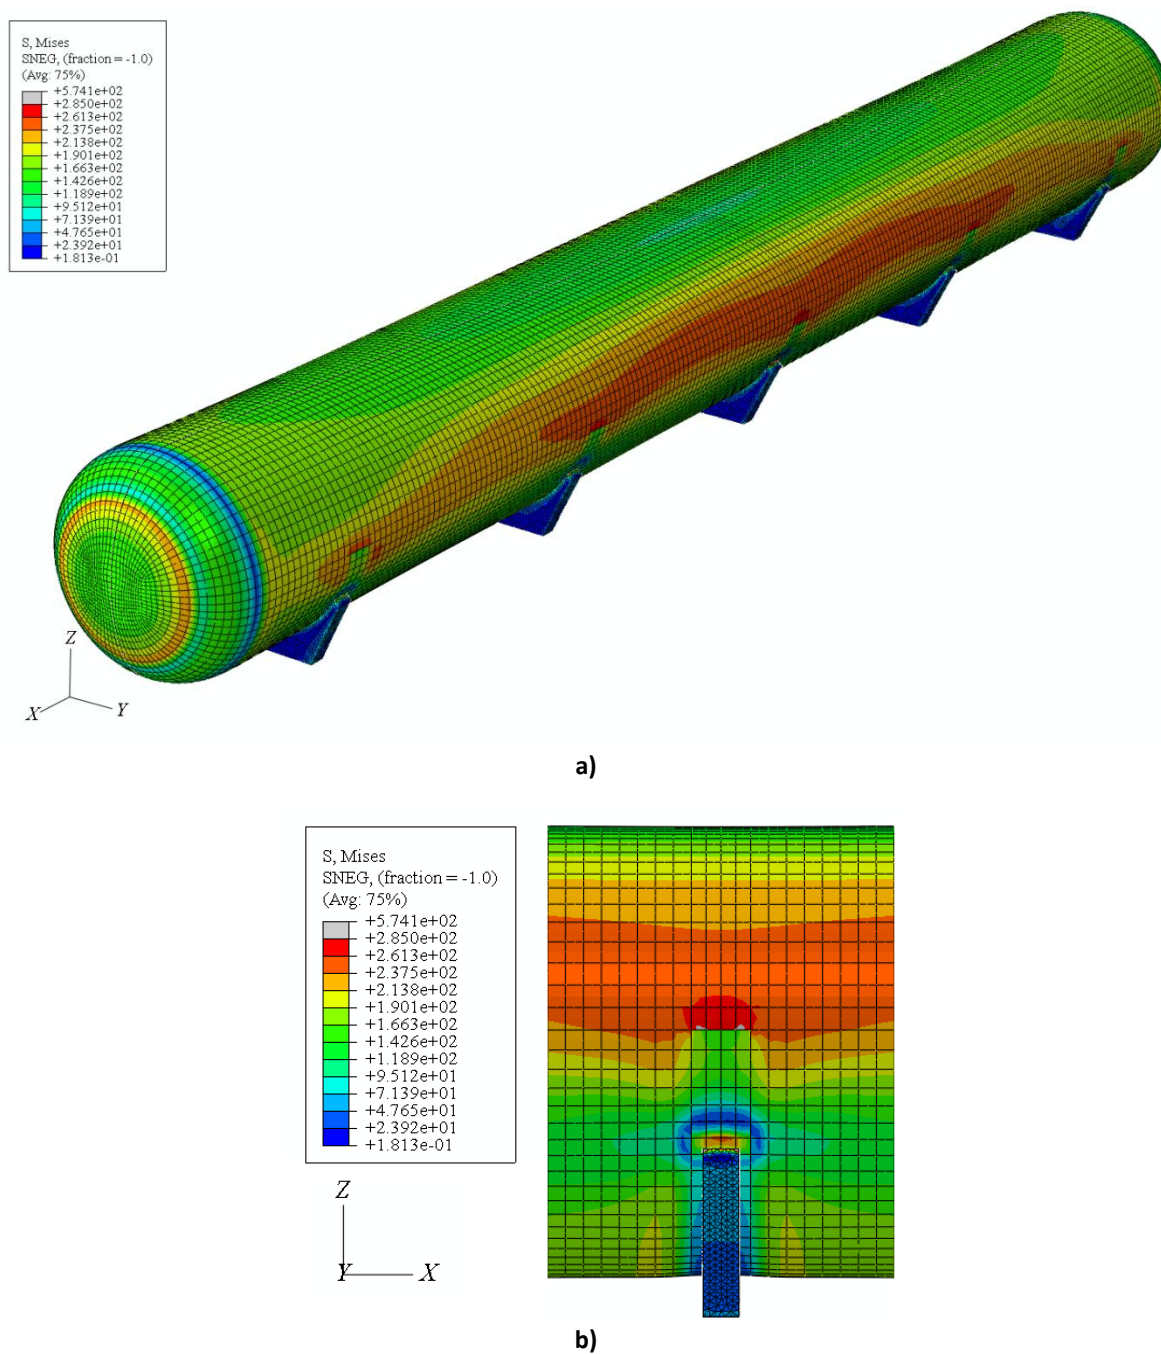 S, Mises
SNEG, (fraction = -1.0)
(Avg: 75%)
+5.741e+02
+2.850e+02
+2.613e+02
+2.375e+02
+2.138e+02
+1.901e+02
+1.663e+02
+1.426e+02
+1.189e+02
+9.512e+01
+7.139e+01
+4.765e+01
+2.392e+01
+1.813e-01
Z
X
Y
a)
S, Mises
SNEG, (fraction = -1.0)
(Avg: 75%)
+5.741e+02
+2.850e+02
+2.613e+02
+2.375e+02
+2.138e+02
+1.901e+02
+1.663e+02
+1.426e+02
+1.189e+02
+9.512e+01
+7.139e+01
+4.765e+01
+2.392e+01
+1.813e-01
Z
Y X
b)